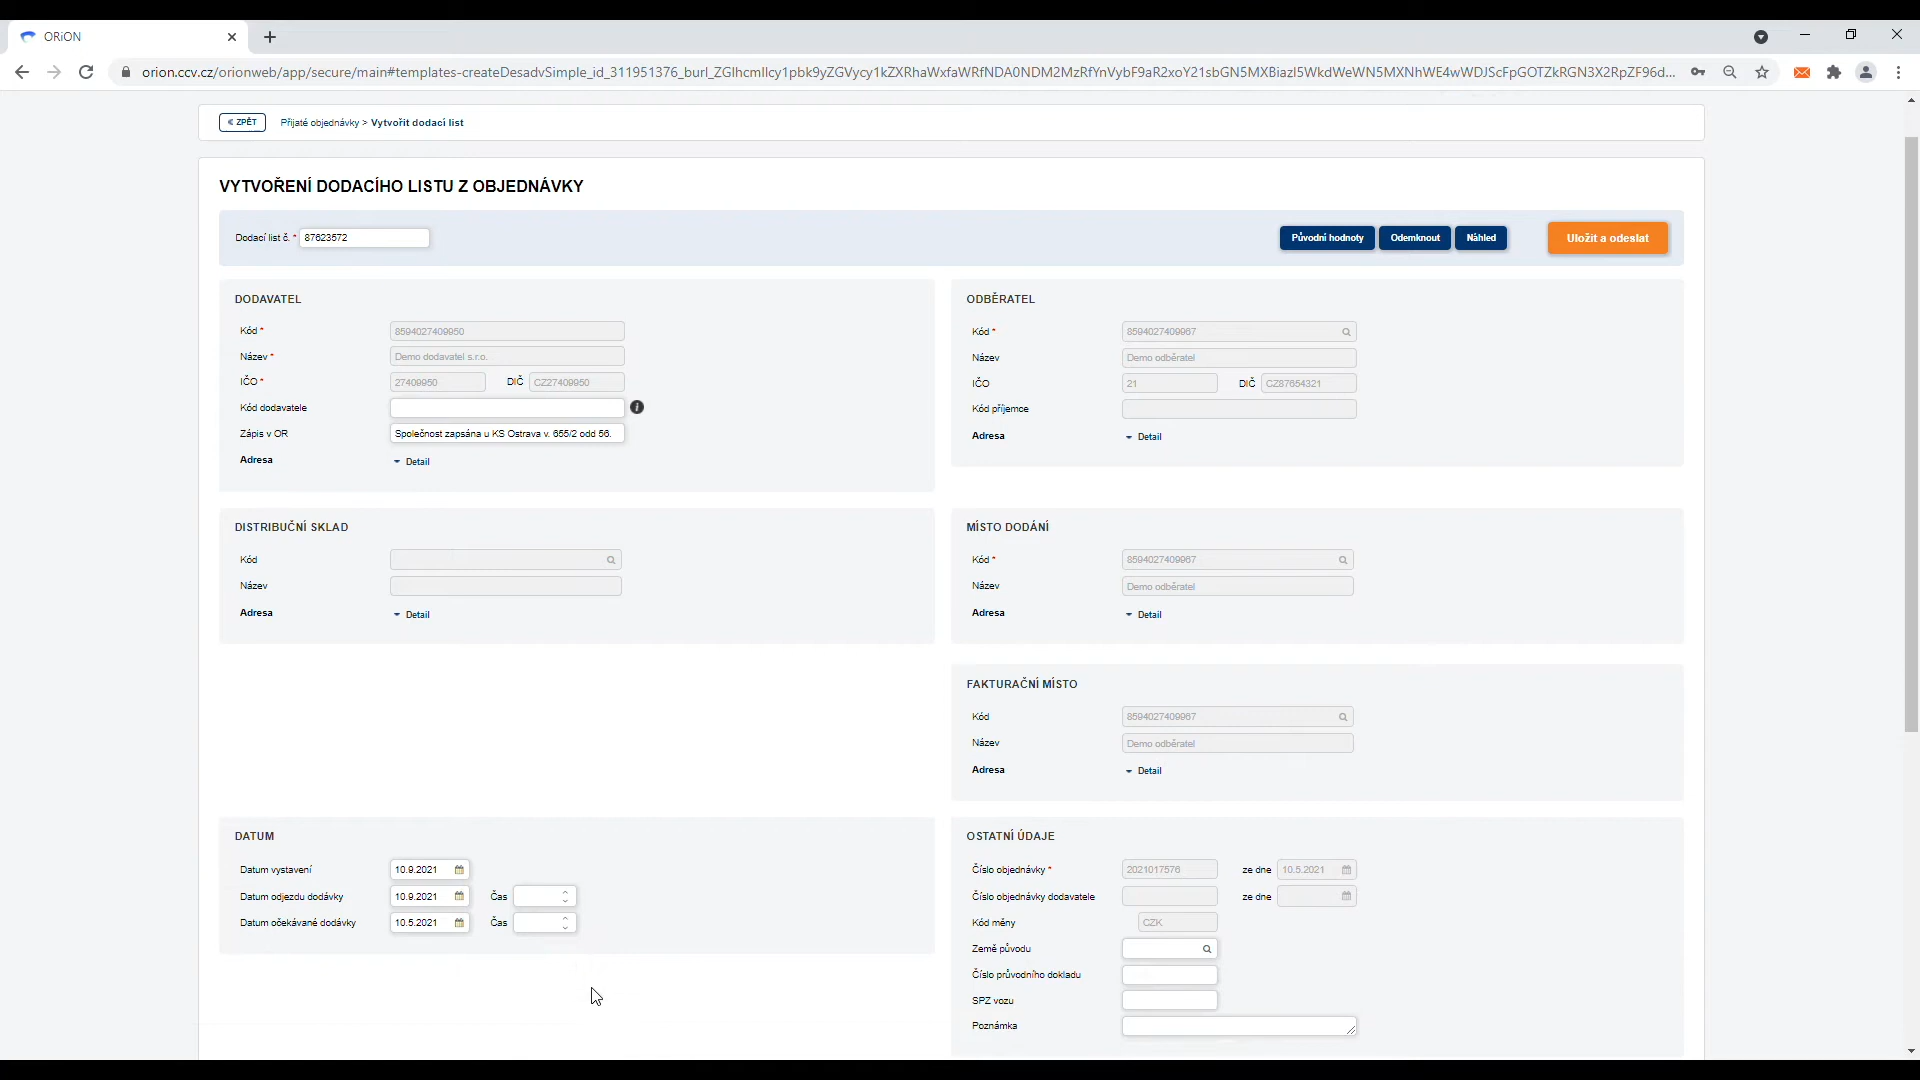 ORiON
orion.ccv.cz/orionweb/app/secure/main#templates-createDesadvSimple_id_311951376_burl_
« ZPĚT
Přijaté objednávky > Vytvořit dodací list
VYTVOŘENÍ DODACÍHO LISTU Z OBJEDNÁVKY
Dodací list č. * 87623572
Původní hodnoty Odemknout Náhled Uložit a odeslat
DODAVATEL
Kód * 8594027409950
Název * Demo dodavatel s.r.o.
IČO * 27409950 DIČ CZ27409950
Kód dodavatele
Zápis v OR Společnost zapsána u KS Ostrava v. 655/2 odd 56.
Adresa Detail
ODBĚRATEL
Kód * 8594027409967
Název Demo odběratel
IČO 21 DIČ CZ87654321
Kód příjemce
Adresa Detail
DISTRIBUČNÍ SKLAD
Kód
Název
Adresa Detail
MÍSTO DODÁNÍ
Kód * 8594027409967
Název Demo odběratel
Adresa Detail
FAKTURAČNÍ MÍSTO
Kód 8594027409967
Název Demo odběratel
Adresa Detail
DATUM
Datum vystavení 10.9.2021
Datum odjezdu dodávky 10.9.2021 Čas
Datum očekávané dodávky 10.5.2021 Čas
OSTATNÍ ÚDAJE
Číslo objednávky * 2021017576 ze dne 10.5.2021
Číslo objednávky dodavatele ze dne
Kód měny CZK
Země původu
Číslo průvodního dokladu
SPZ vozu
Poznámka